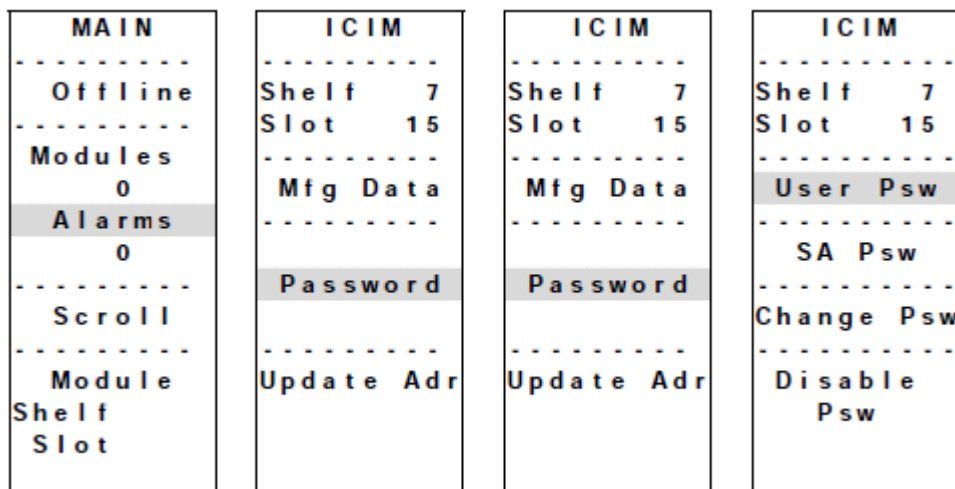 MAIN
- - - - - - - - -
Offline
- - - - - - - - -
Modules
0
Alarms
0
- - - - - - - - -
Scroll
- - - - - - - - -
Module
Shelf
Slot
ICIM
- - - - - - - - -
Shelf 7
Slot 15
- - - - - - - - -
Mfg Data
- - - - - - - - -
Password
- - - - - - - - -
Update Adr
ICIM
- - - - - - - - -
Shelf 7
Slot 15
- - - - - - - - -
Mfg Data
- - - - - - - - -
Password
- - - - - - - - -
Update Adr
ICIM
- - - - - - - - - -
Shelf 7
Slot 15
- - - - - - - - - -
User Psw
- - - - - - - - - -
SA Psw
- - - - - - - - - -
Change Psw
- - - - - - - - - -
Disable
Psw